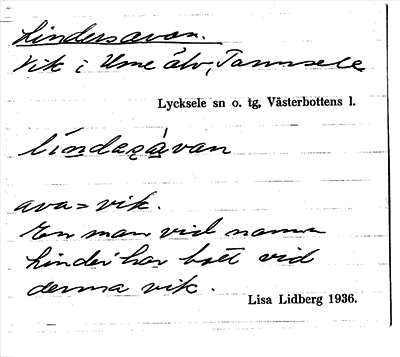 Lindersavan.
Vik i Ume älv, Tannsele
Lycksele sn o. tg, Västerbottens l.
líndaṣàvan
ava = vik.
En man vid namn
Linder har bott vid
denna vik.
Lisa Lidberg 1936.